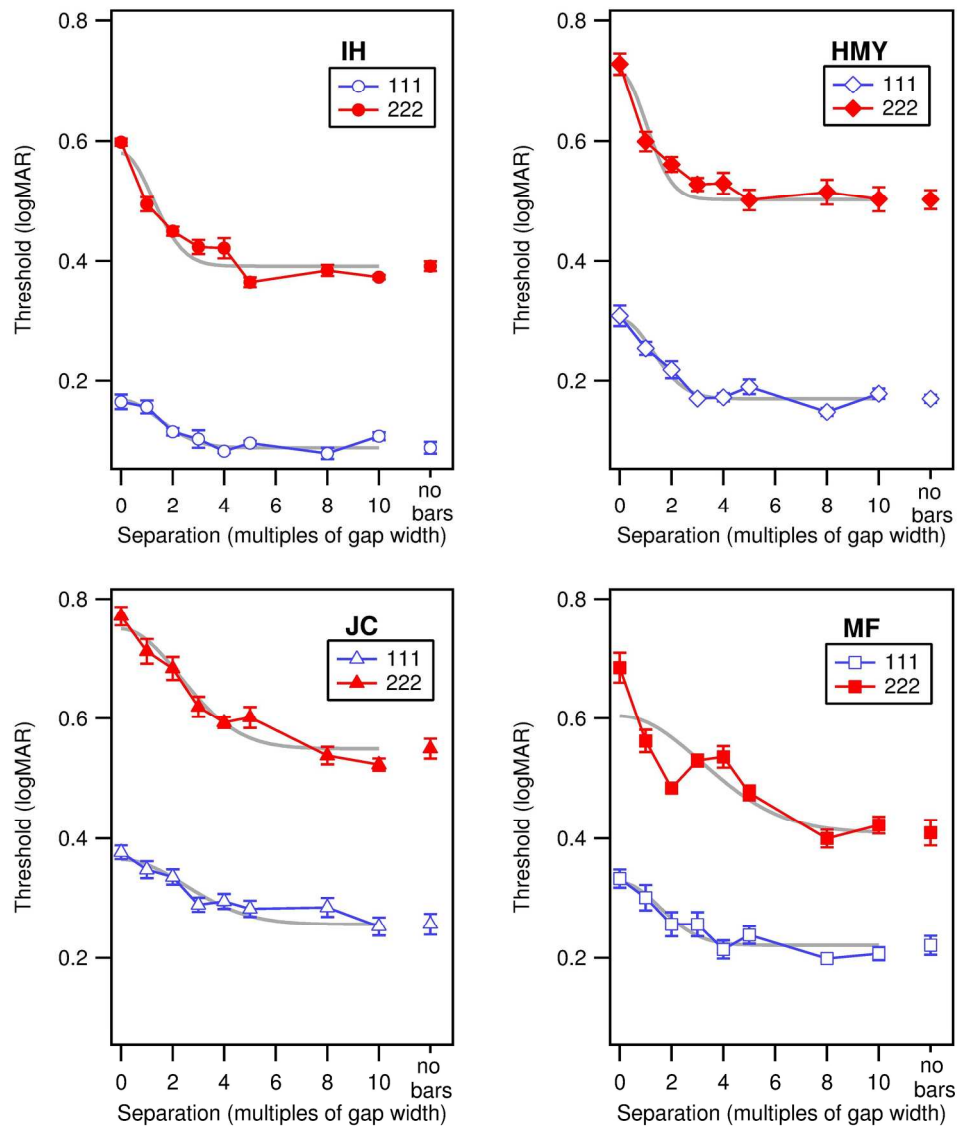 0.8
0.6
0.4
0.2
Threshold (logMAR)
IH
111
222
0 2 4 6 8 10 no bars
Separation (multiples of gap width)
0.8
0.6
0.4
0.2
Threshold (logMAR)
HMY
111
222
0 2 4 6 8 10 no bars
Separation (multiples of gap width)
0.8
0.6
0.4
0.2
Threshold (logMAR)
JC
111
222
0 2 4 6 8 10 no bars
Separation (multiples of gap width)
0.8
0.6
0.4
0.2
Threshold (logMAR)
MF
111
222
0 2 4 6 8 10 no bars
Separation (multiples of gap width)